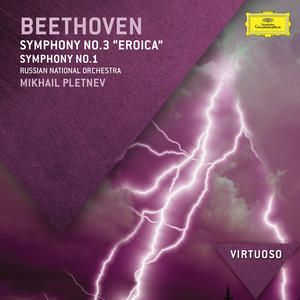 Deutsche
Grammophon
BEETHOVEN
SYMPHONY NO.3 “EROICA”
SYMPHONY NO.1
RUSSIAN NATIONAL ORCHESTRA
MIKHAIL PLETNEV
VIRTUOSO